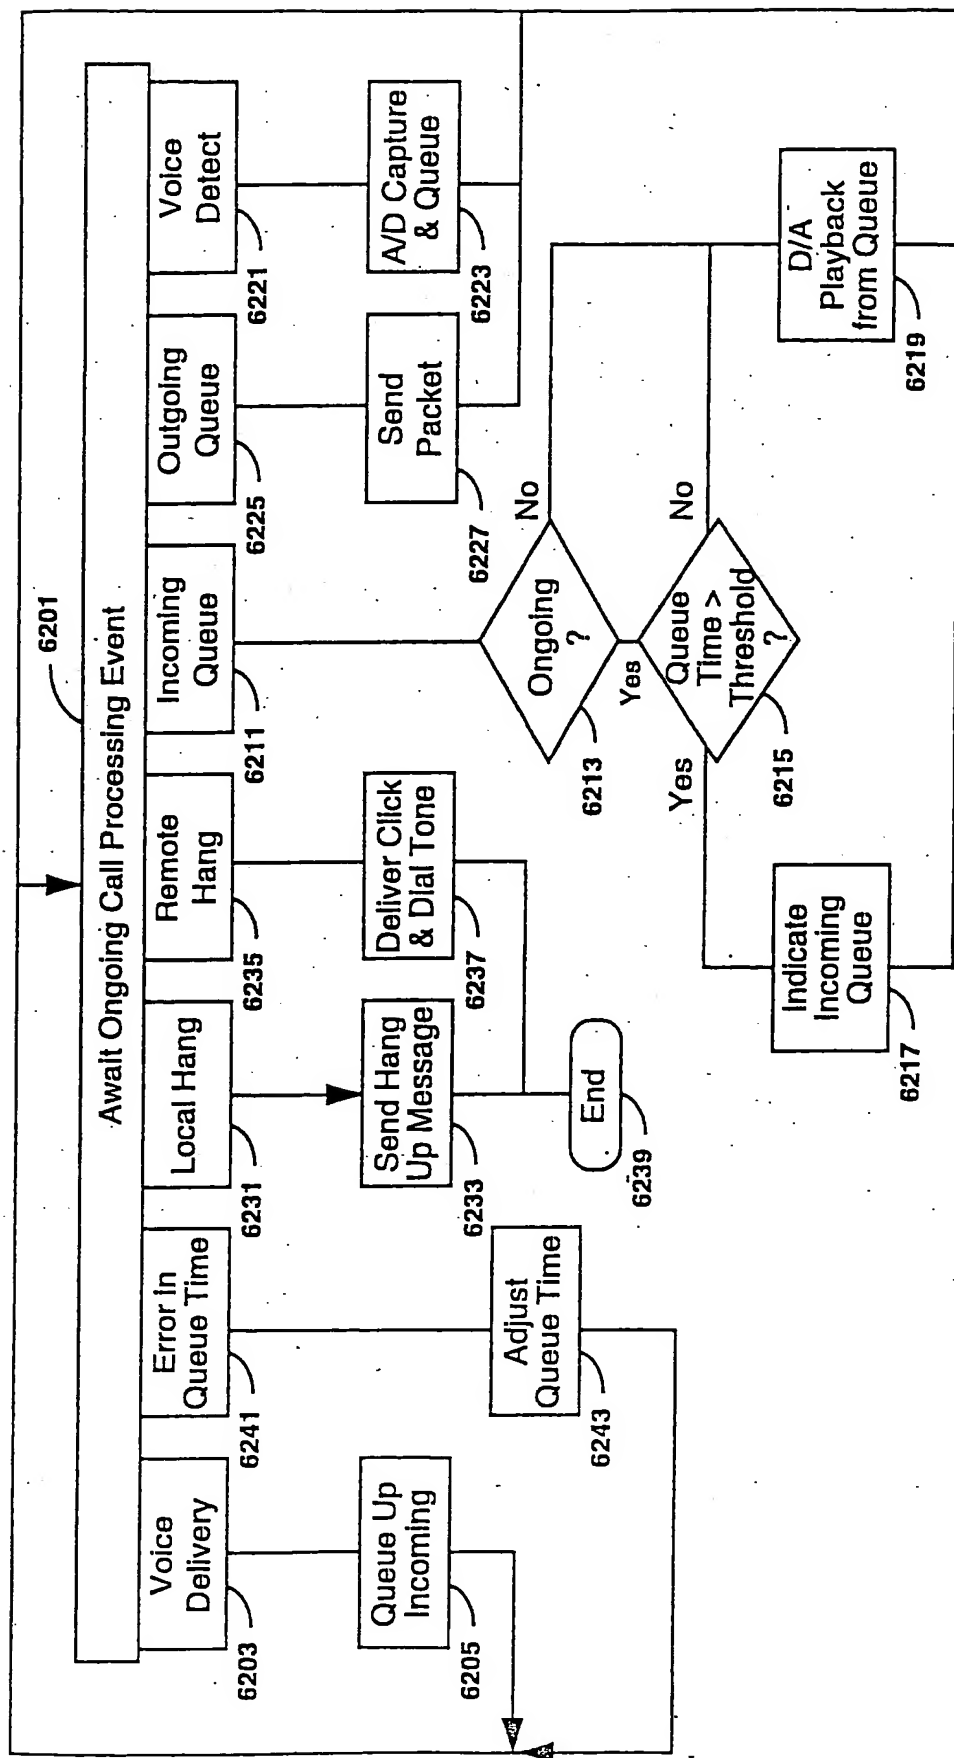 6201
Await Ongoing Call Processing Event
Voice
Delivery
6203
Error in
Queue Time
6241
Local Hang
6231
Remote
Hang
6235
Incoming
Queue
6211
Outgoing
Queue
6225
Voice
Detect
6221
Queue Up
Incoming
6205
Send Hang
Up Message
6233
Deliver Click
& Dial Tone
6237
Send
Packet
6227
A/D Capture
& Queue
6223
Adjust
Queue Time
6243
End
6239
Ongoing
?
6213
No
Yes
Queue
Time >
Threshold
?
6215
Yes
No
Indicate
Incoming
Queue
6217
D/A
Playback
from Queue
6219